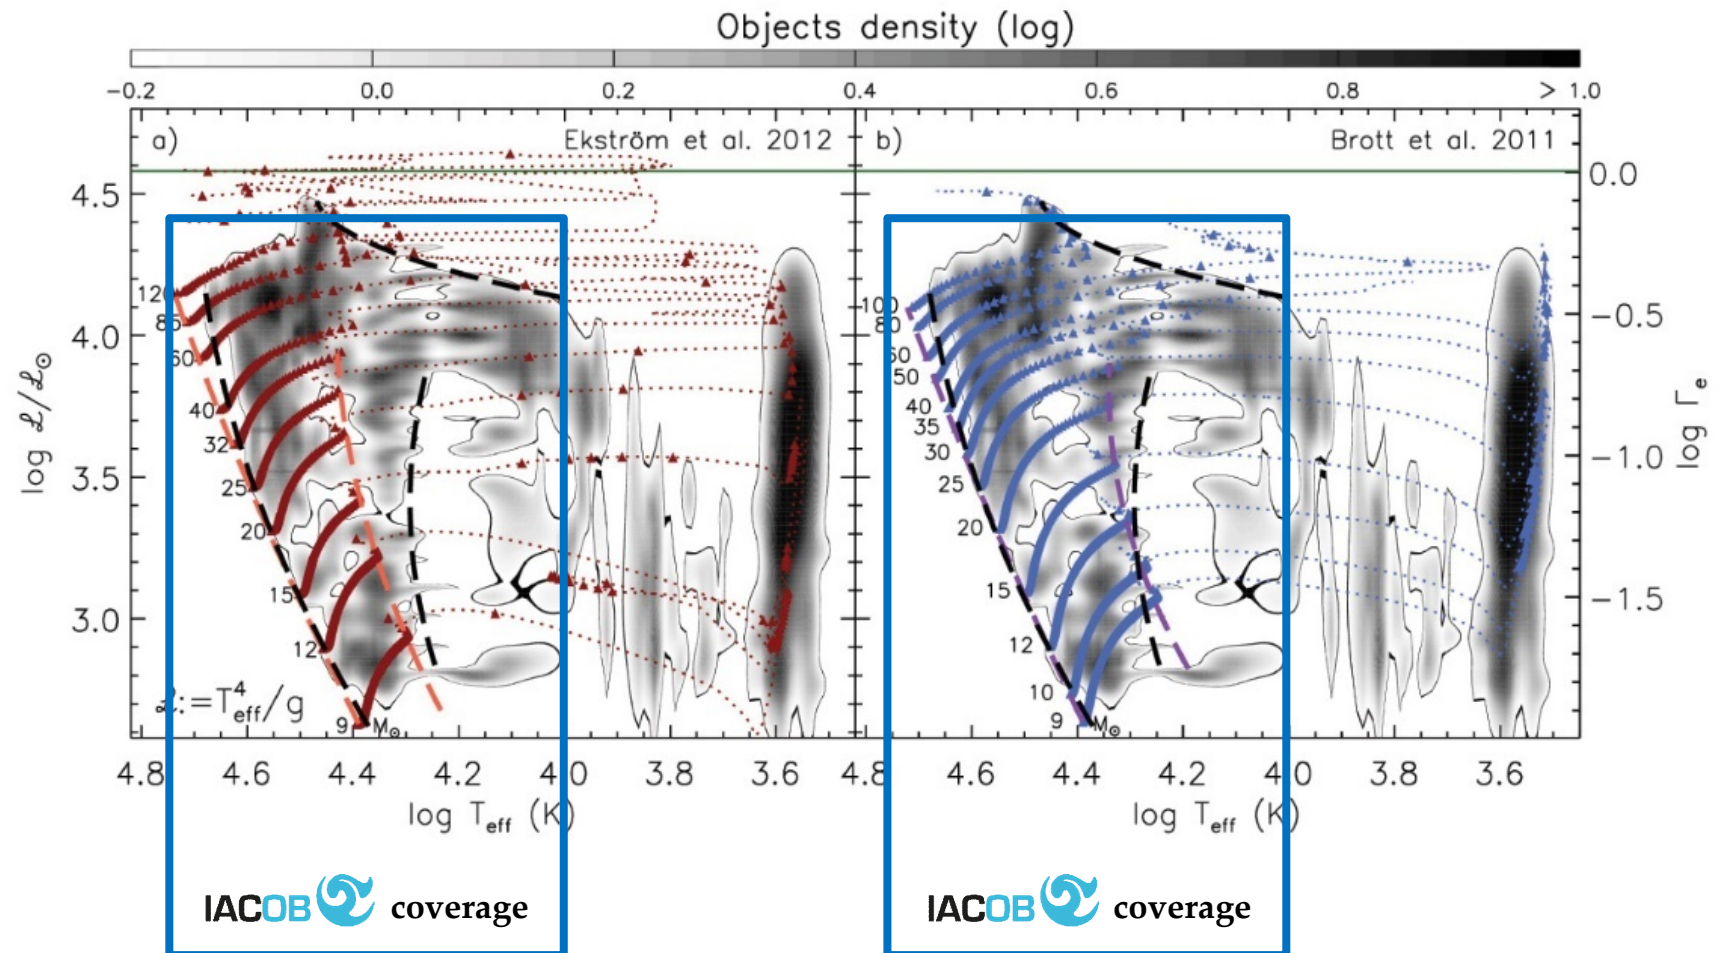 Objects density (log)
−0.2 0.0 0.2 0.4 0.6 0.8 > 1.0
a) Ekström et al. 2012
b) Brott et al. 2011
4.5
4.0
3.5
3.0
log ℒ/ℒ⊙
0.0
−0.5
−1.0
−1.5
log Γe
120
85
60
40
32
25
20
15
12
9 M⊙
ℒ:=T⁴eff/g
100
80
60
50
40
35
30
25
20
15
12
10
9 M⊙
4.8 4.6 4.4 4.2 4.0 3.8 3.6
4.8 4.6 4.4 4.2 4.0 3.8 3.6
log Teff (K)
log Teff (K)
IACOB coverage
IACOB coverage